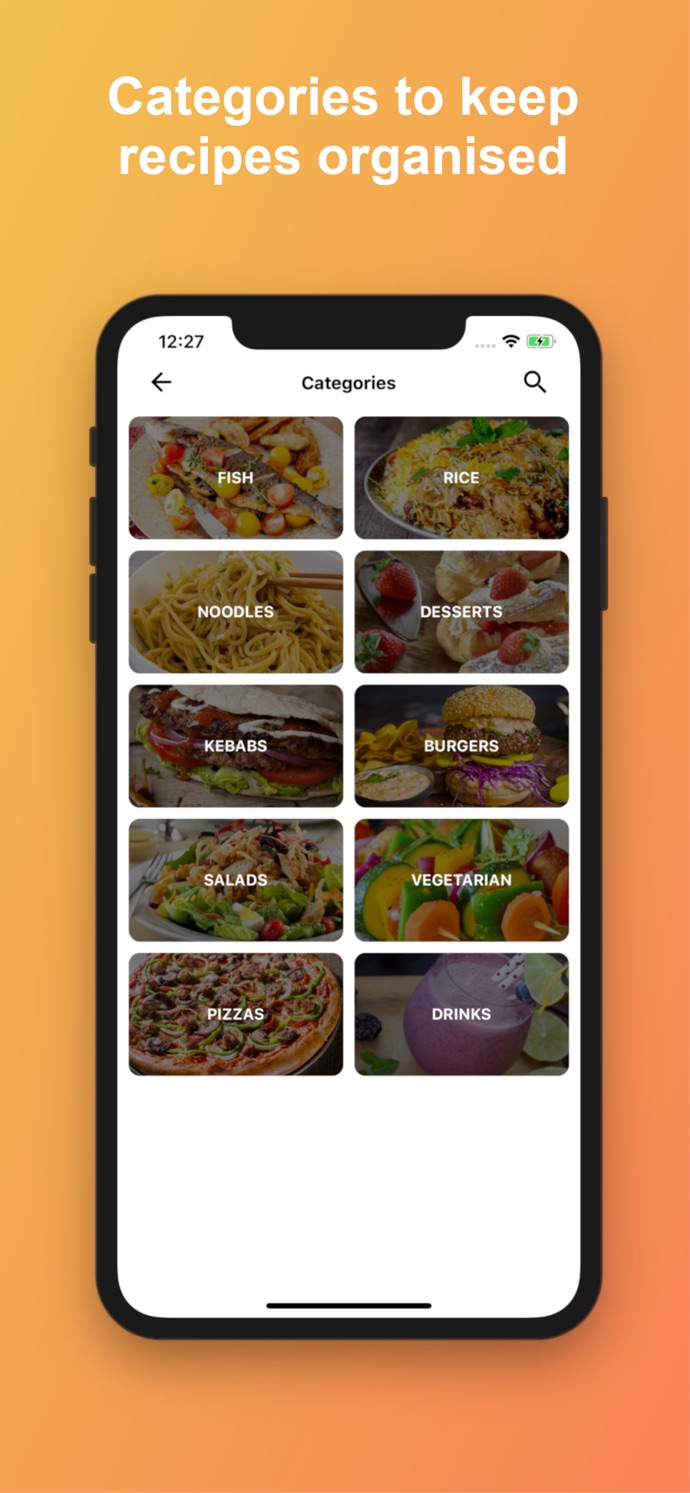 Categories to keep
recipes organised
12:27
Categories
FISH
RICE
NOODLES
DESSERTS
KEBABS
BURGERS
SALADS
VEGETARIAN
PIZZAS
DRINKS